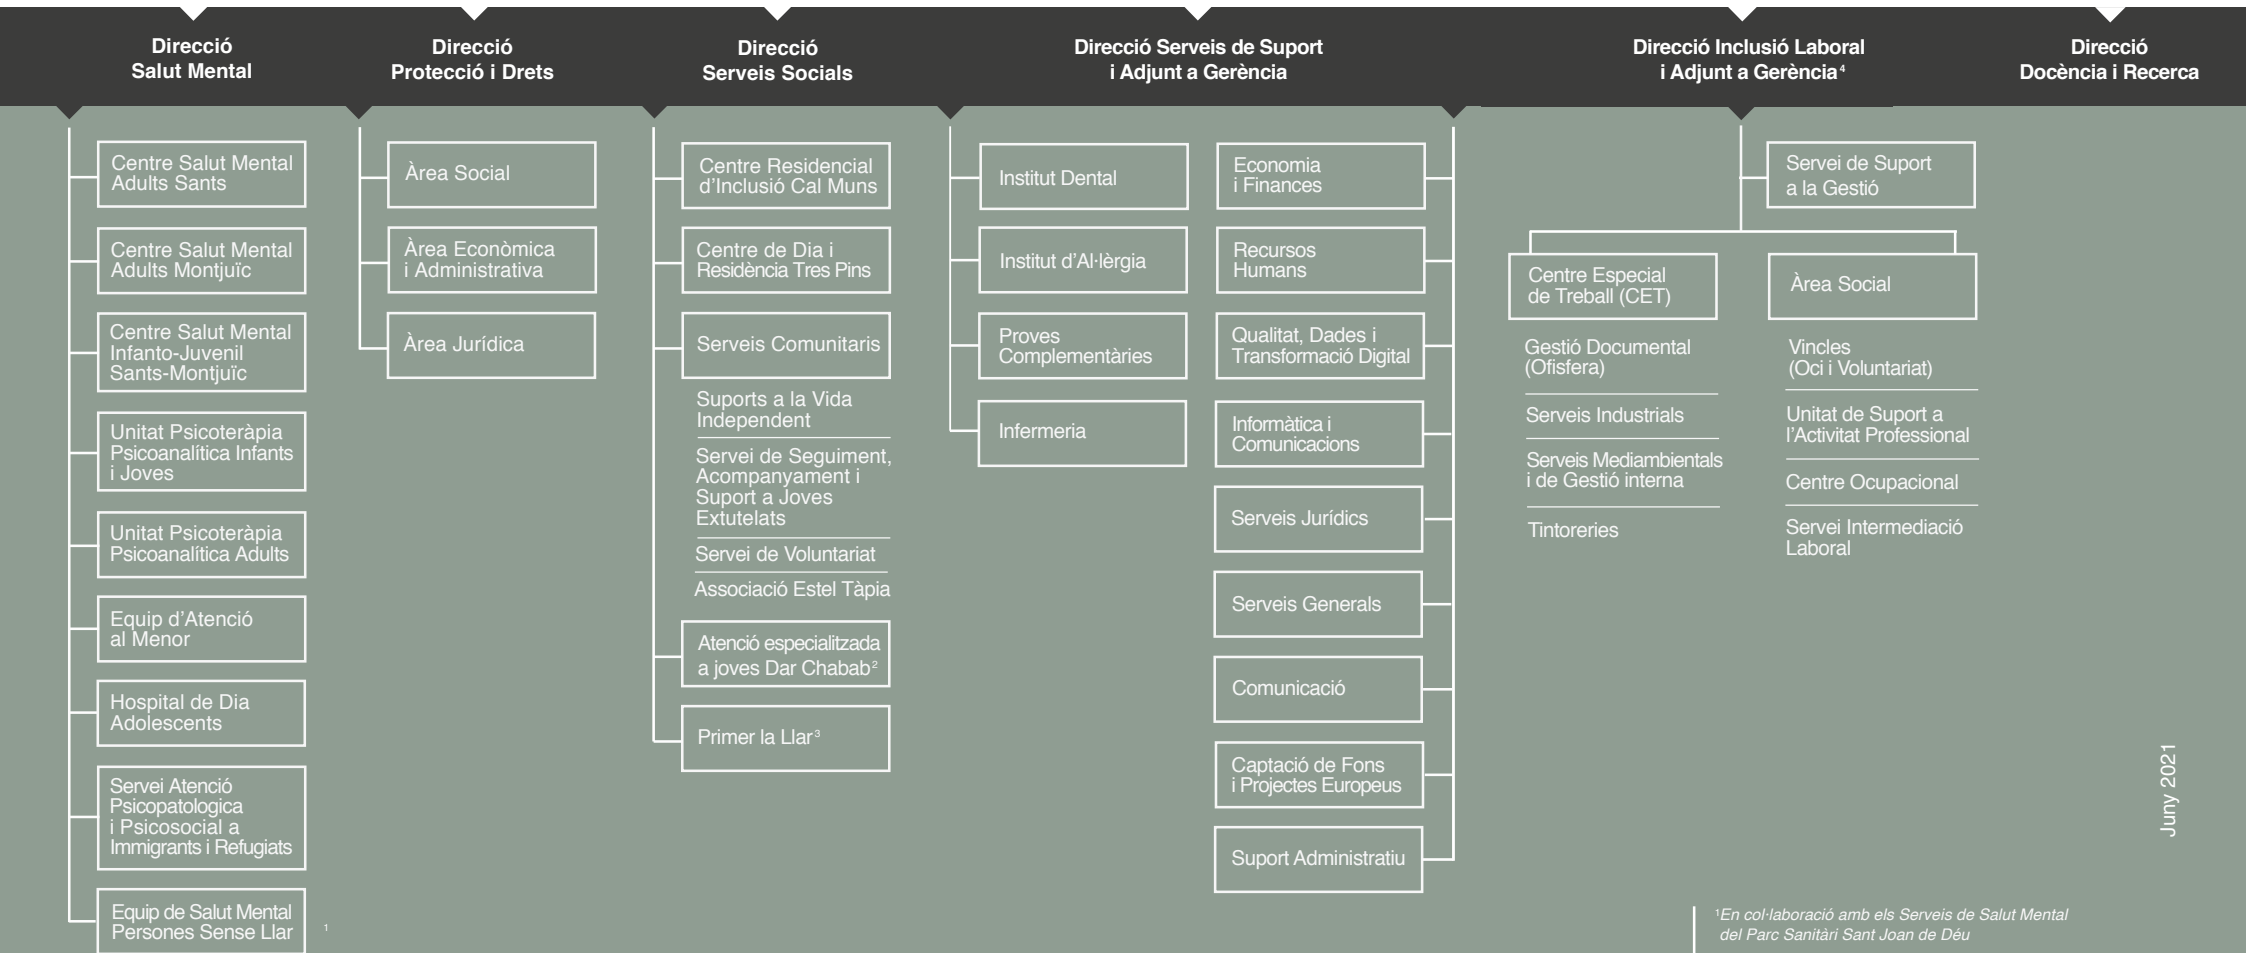 Direcció
Salut Mental
Direcció
Protecció i Drets
Direcció
Serveis Socials
Direcció Serveis de Suport
i Adjunt a Gerència
Direcció Inclusió Laboral
i Adjunt a Gerència⁴
Direcció
Docència i Recerca
Centre Salut Mental
Adults Sants
Centre Salut Mental
Adults Montjuïc
Centre Salut Mental
Infanto-Juvenil
Sants-Montjuïc
Unitat Psicoteràpia
Psicoanalítica Infants
i Joves
Unitat Psicoteràpia
Psicoanalítica Adults
Equip d’Atenció
al Menor
Hospital de Dia
Adolescents
Servei Atenció
Psicopatologica
i Psicosocial a
Immigrants i Refugiats
Equip de Salut Mental
Persones Sense Llar ¹
Àrea Social
Àrea Econòmica
i Administrativa
Àrea Jurídica
Centre Residencial
d’Inclusió Cal Muns
Centre de Dia i
Residència Tres Pins
Serveis Comunitaris
Suports a la Vida
Independent
Servei de Seguiment,
Acompanyament i
Suport a Joves
Extutelats
Servei de Voluntariat
Associació Estel Tàpia
Atenció especialitzada
a joves Dar Chabab²
Primer la Llar³
Institut Dental
Institut d’Al·lèrgia
Proves
Complementàries
Infermeria
Economia
i Finances
Recursos
Humans
Qualitat, Dades i
Transformació Digital
Informàtica i
Comunicacions
Serveis Jurídics
Serveis Generals
Comunicació
Captació de Fons
i Projectes Europeus
Suport Administratiu
Servei de Suport
a la Gestió
Centre Especial
de Treball (CET)
Gestió Documental
(Ofisfera)
Serveis Industrials
Serveis Mediambientals
i de Gestió interna
Tintoreries
Àrea Social
Vincles
(Oci i Voluntariat)
Unitat de Suport a
l’Activitat Professional
Centre Ocupacional
Servei Intermediació
Laboral
Juny 2021
¹En col·laboració amb els Serveis de Salut Mental
del Parc Sanitàri Sant Joan de Déu